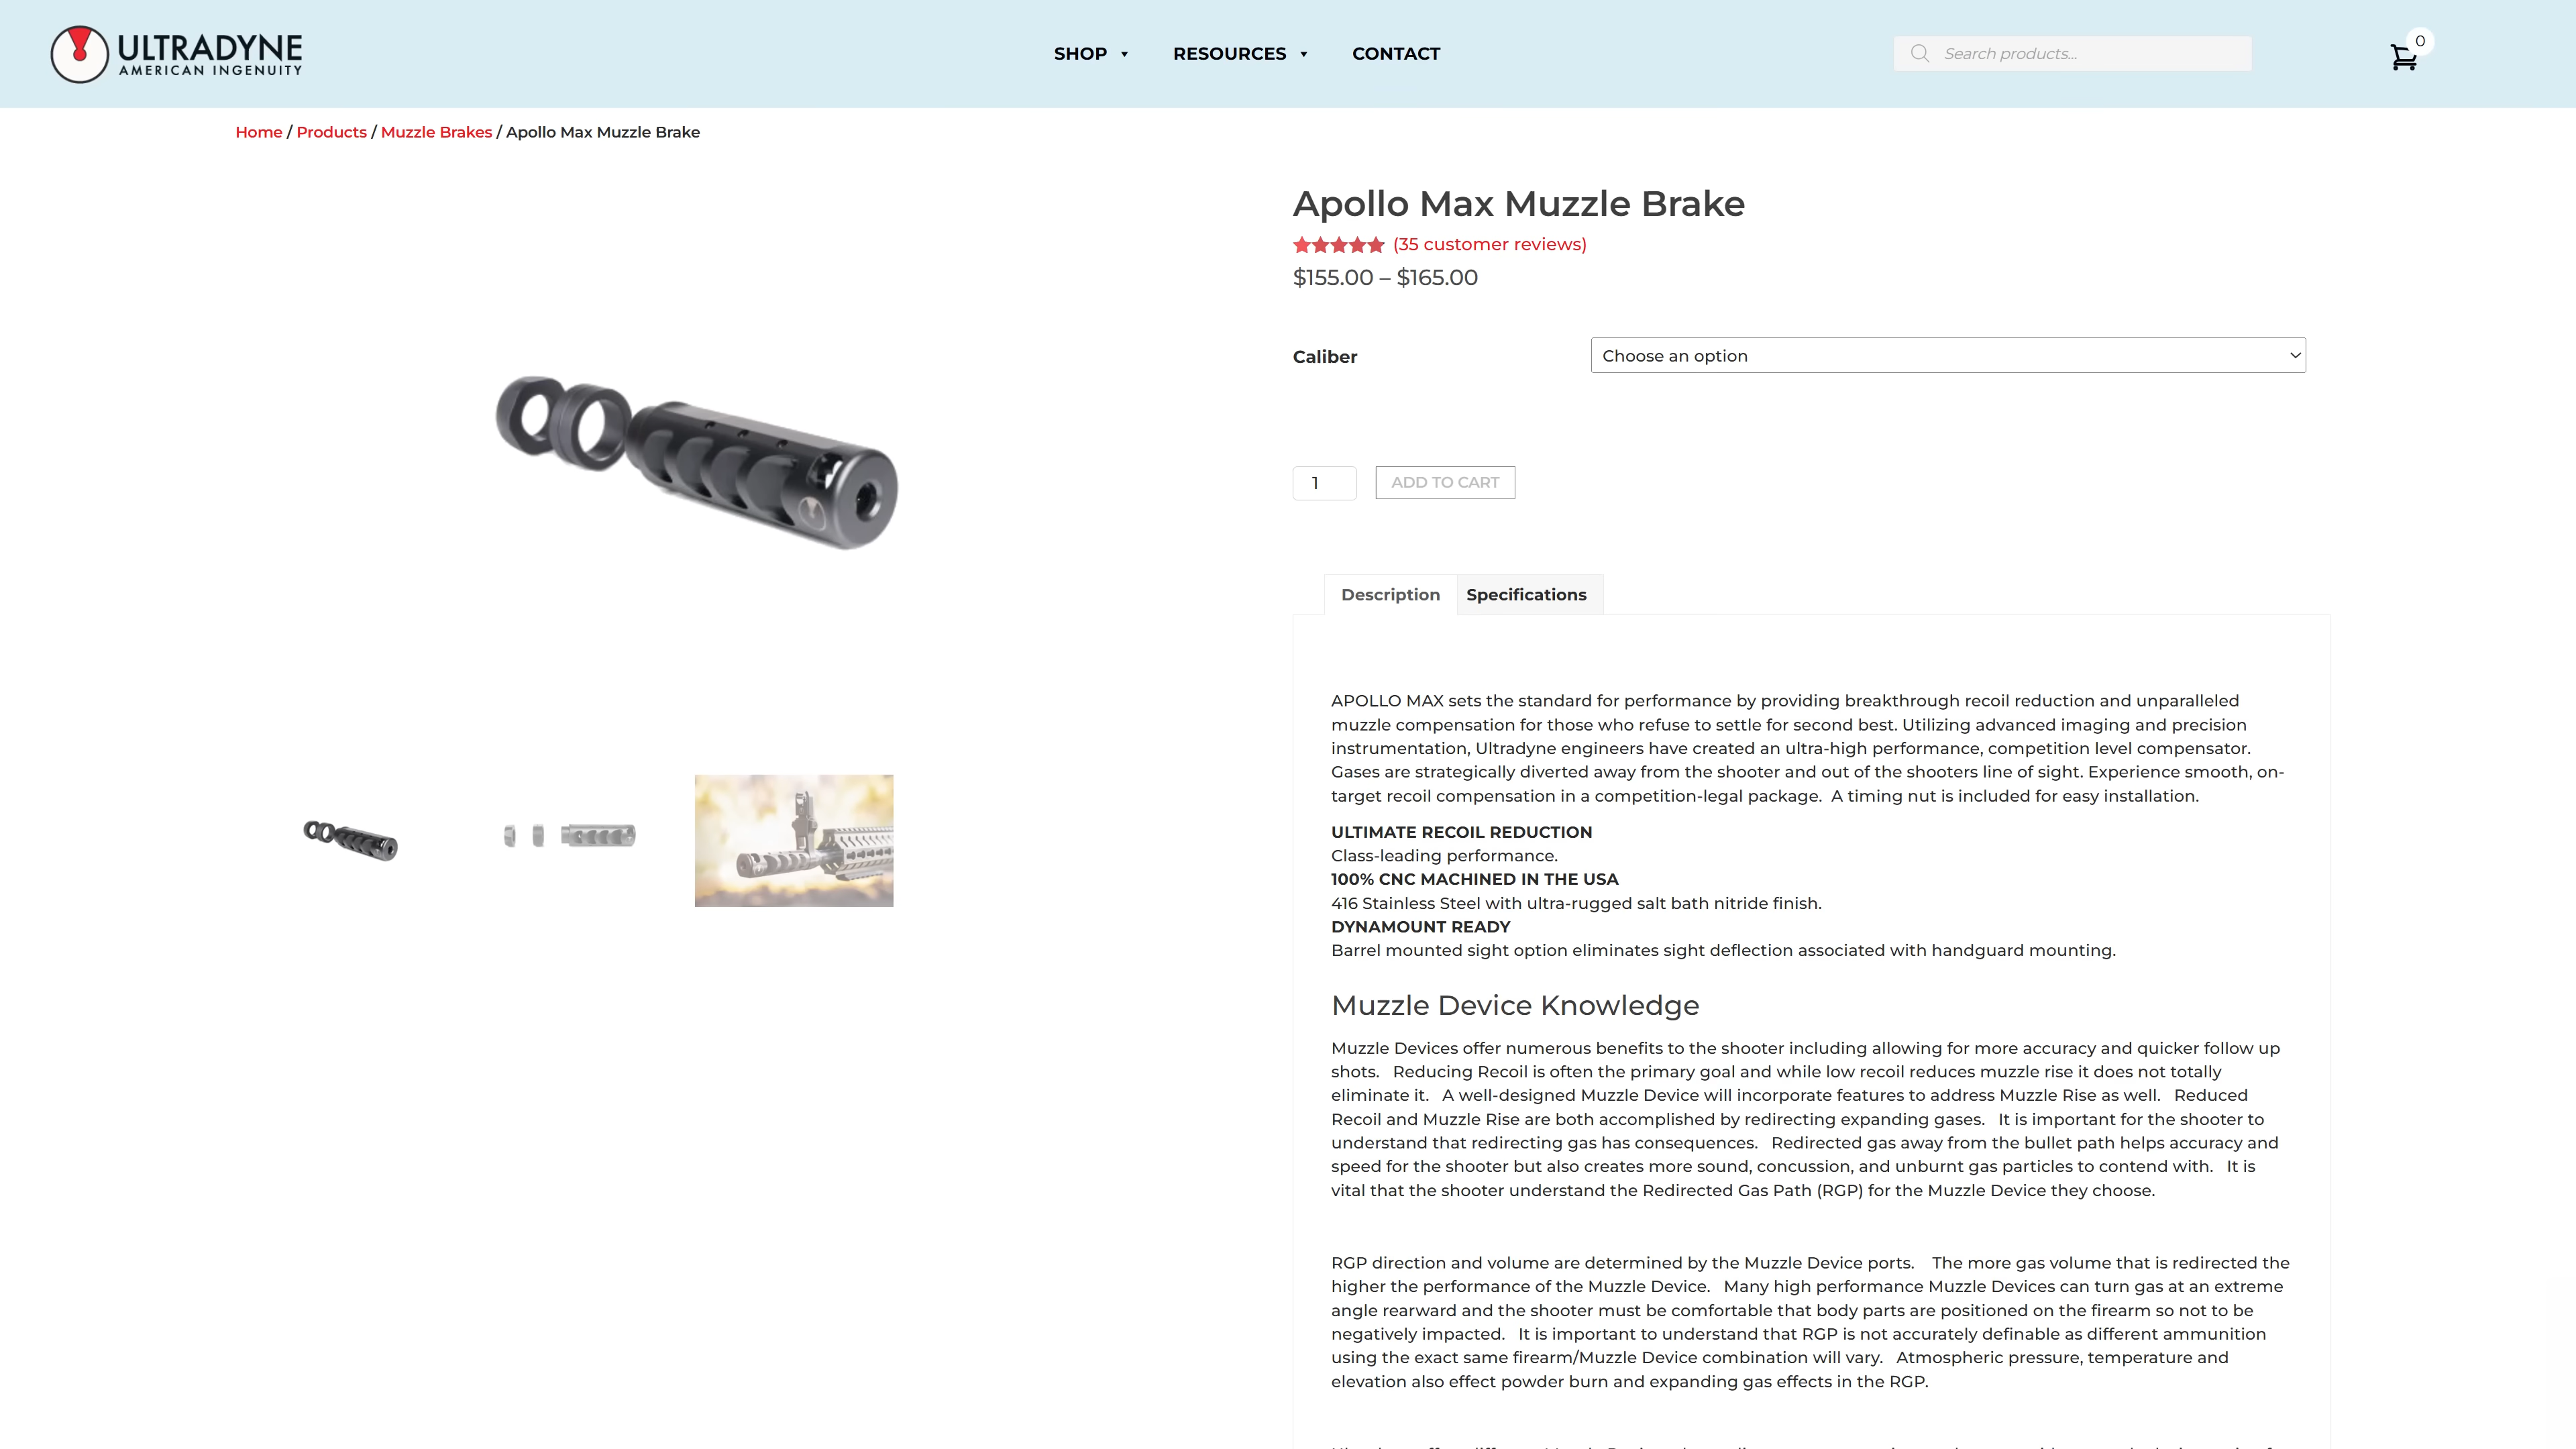 ULTRADYNE
AMERICAN INGENUITY
SHOP
RESOURCES
CONTACT
Search products...
0
Home / Products / Muzzle Brakes / Apollo Max Muzzle Brake
Apollo Max Muzzle Brake
(35 customer reviews)
$155.00 – $165.00
Caliber
Choose an option
1
ADD TO CART
Description
Specifications
APOLLO MAX sets the standard for performance by providing breakthrough recoil reduction and unparalleled
muzzle compensation for those who refuse to settle for second best. Utilizing advanced imaging and precision
instrumentation, Ultradyne engineers have created an ultra-high performance, competition level compensator.
Gases are strategically diverted away from the shooter and out of the shooters line of sight. Experience smooth, on-
target recoil compensation in a competition-legal package.  A timing nut is included for easy installation.
ULTIMATE RECOIL REDUCTION
Class-leading performance.
100% CNC MACHINED IN THE USA
416 Stainless Steel with ultra-rugged salt bath nitride finish.
DYNAMOUNT READY
Barrel mounted sight option eliminates sight deflection associated with handguard mounting.
Muzzle Device Knowledge
Muzzle Devices offer numerous benefits to the shooter including allowing for more accuracy and quicker follow up
shots.   Reducing Recoil is often the primary goal and while low recoil reduces muzzle rise it does not totally
eliminate it.   A well-designed Muzzle Device will incorporate features to address Muzzle Rise as well.   Reduced
Recoil and Muzzle Rise are both accomplished by redirecting expanding gases.   It is important for the shooter to
understand that redirecting gas has consequences.   Redirected gas away from the bullet path helps accuracy and
speed for the shooter but also creates more sound, concussion, and unburnt gas particles to contend with.   It is
vital that the shooter understand the Redirected Gas Path (RGP) for the Muzzle Device they choose.
RGP direction and volume are determined by the Muzzle Device ports.    The more gas volume that is redirected the
higher the performance of the Muzzle Device.   Many high performance Muzzle Devices can turn gas at an extreme
angle rearward and the shooter must be comfortable that body parts are positioned on the firearm so not to be
negatively impacted.   It is important to understand that RGP is not accurately definable as different ammunition
using the exact same firearm/Muzzle Device combination will vary.   Atmospheric pressure, temperature and
elevation also effect powder burn and expanding gas effects in the RGP.